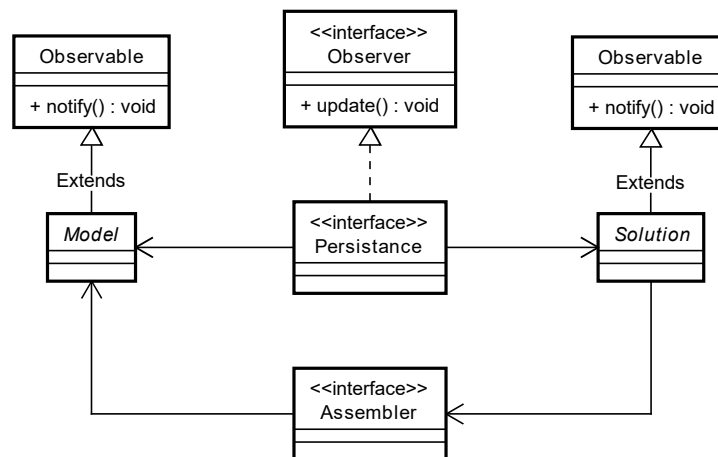 Observable
+ notify() : void
<<interface>>
Observer
+ update() : void
Observable
+ notify() : void
Extends
Extends
Model
<<interface>>
Persistance
Solution
<<interface>>
Assembler